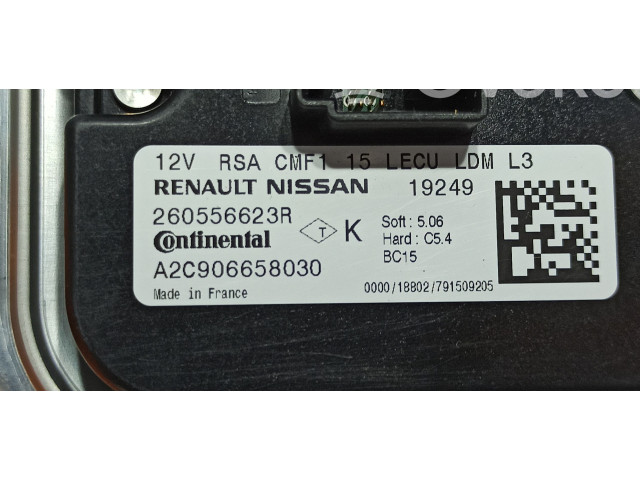 12V RSA CMF1 15 LECU LDM L3
RENAULT NISSAN 19249
260556623R
Continental T K
Soft : 5.06
Hard : C5.4
BC15
A2C906658030
Made in France
0000/18802/791509205